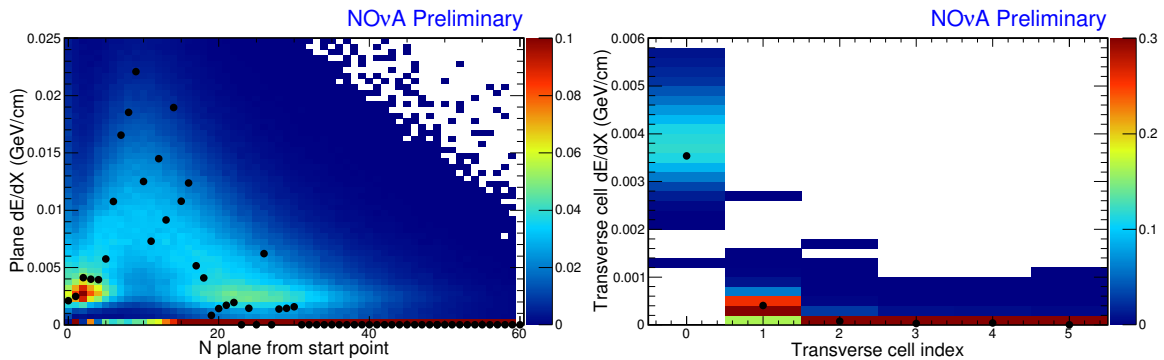 NOνA Preliminary
Plane dE/dX (GeV/cm)
0.025
0.02
0.015
0.01
0.005
0
0 20 40 60
N plane from start point
0.1
0.08
0.06
0.04
0.02
0
NOνA Preliminary
Transverse cell dE/dX (GeV/cm)
0.006
0.005
0.004
0.003
0.002
0.001
0
0 1 2 3 4 5
Transverse cell index
0.3
0.2
0.1
0